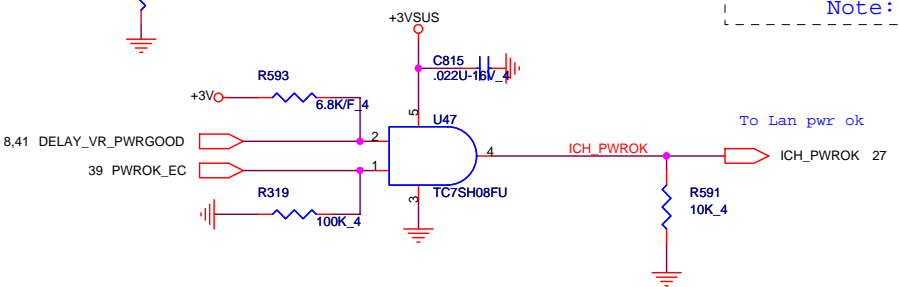 Note:
+3VSUS
C815
.022U-16V_4
R593
+3V
6.8K/F_4
5
U47
To Lan pwr ok
8,41 DELAY_VR_PWRGOOD
2
ICH_PWROK
4
ICH_PWROK 27
39 PWROK_EC
1
R319
3
TC7SH08FU
R591
10K_4
100K_4